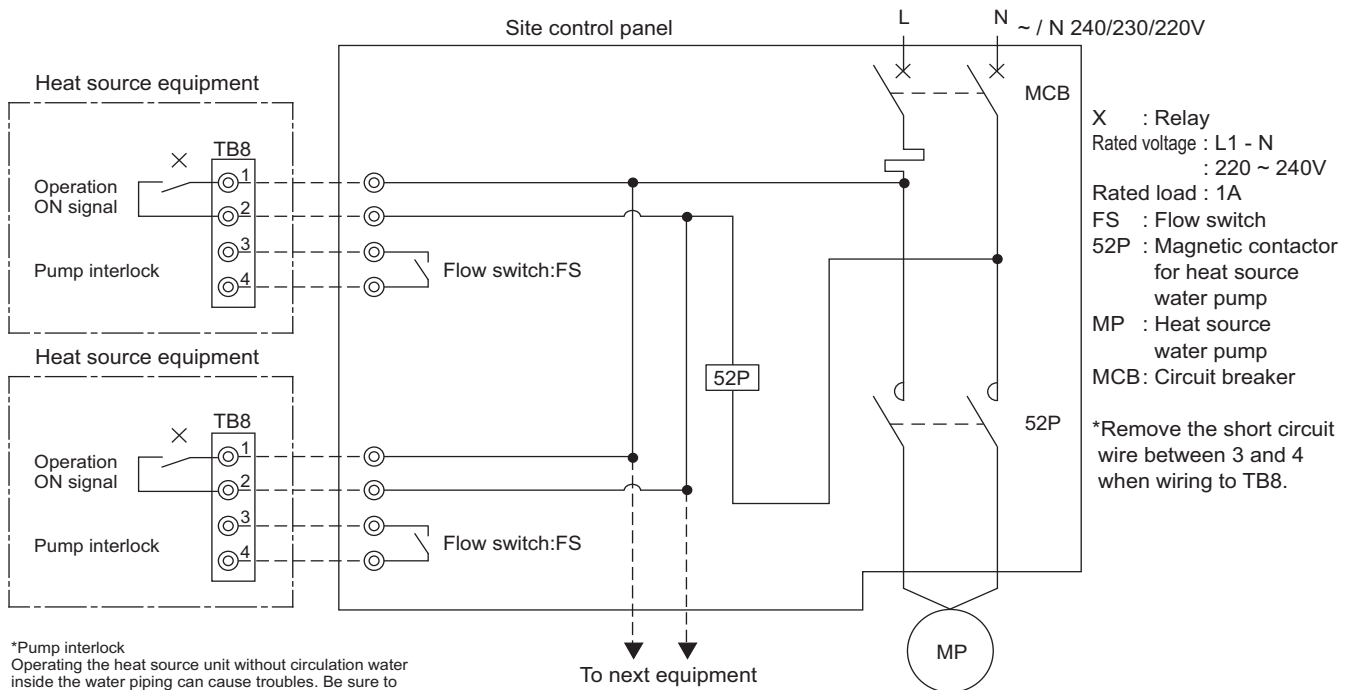 Site control panel
L
N
~ / N 240/230/220V
Heat source equipment
MCB
TB8
X
Operation
ON signal
1
2
3
4
Pump interlock
Flow switch:FS
X : Relay
Rated voltage : L1 - N
: 220 ~ 240V
Rated load : 1A
FS : Flow switch
52P : Magnetic contactor
for heat source
water pump
MP : Heat source
water pump
MCB: Circuit breaker
*Remove the short circuit
wire between 3 and 4
when wiring to TB8.
Heat source equipment
52P
52P
TB8
X
Operation
ON signal
1
2
3
4
Pump interlock
Flow switch:FS
MP
To next equipment
*Pump interlock
Operating the heat source unit without circulation water
inside the water piping can cause troubles. Be sure to